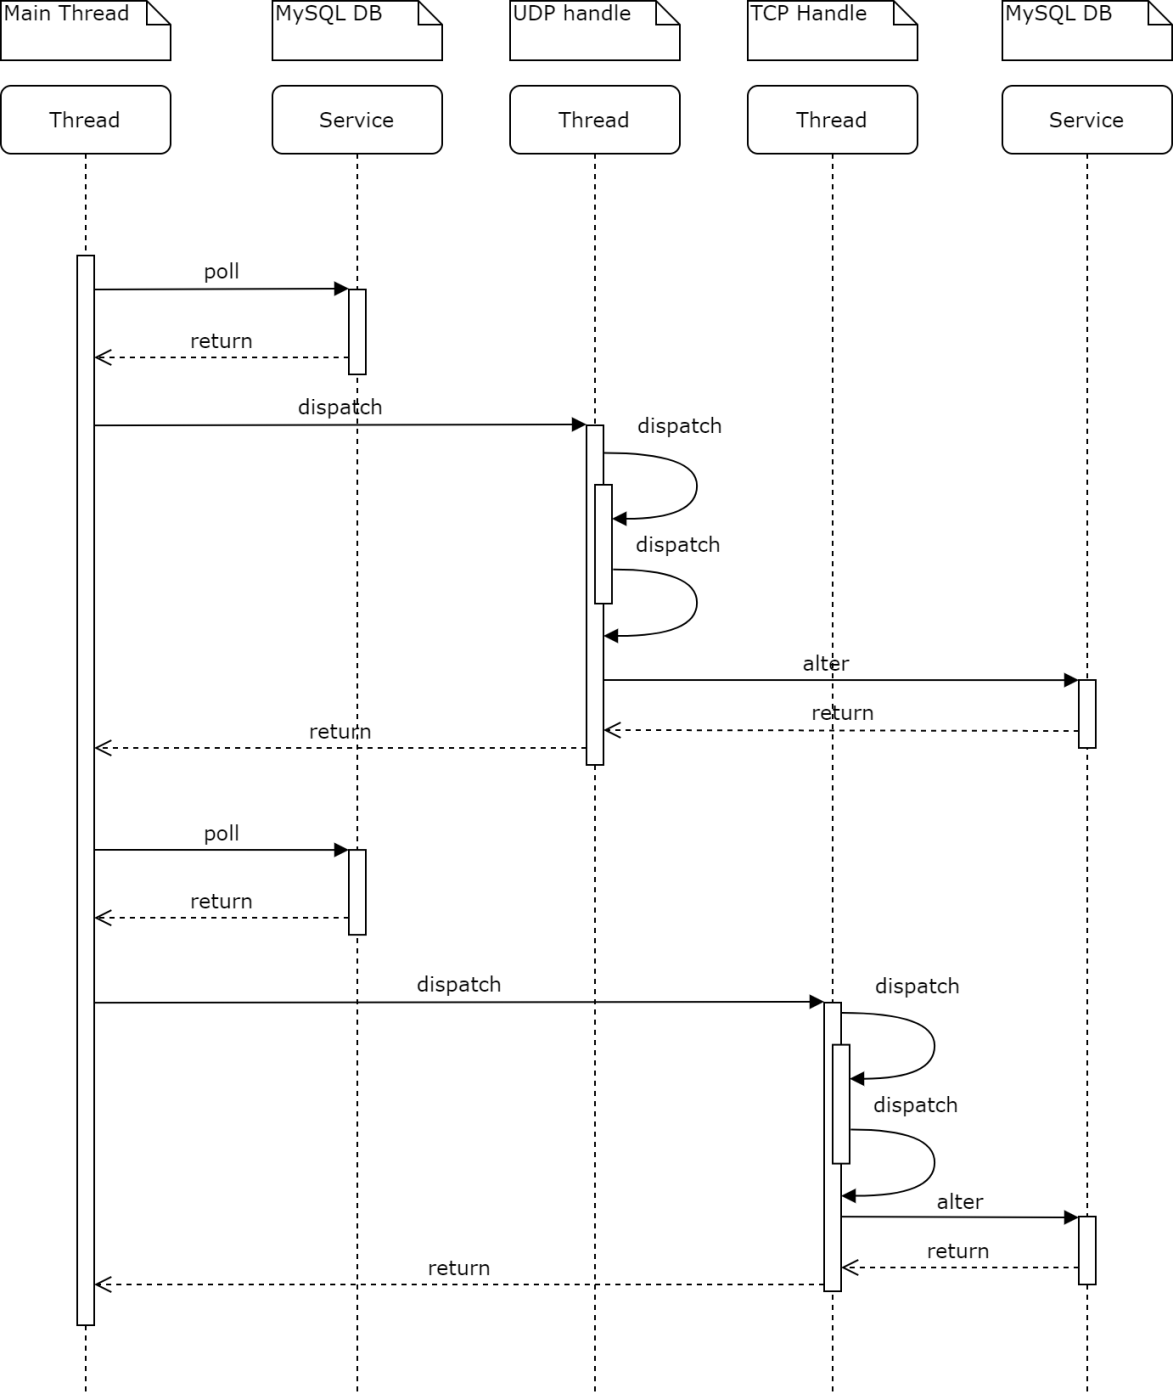 Main Thread
MySQL DB
UDP handle
TCP Handle
MySQL DB
Thread
Service
Thread
Thread
Service
poll
return
dispatch
dispatch
dispatch
alter
return
return
poll
return
dispatch
dispatch
dispatch
alter
return
return